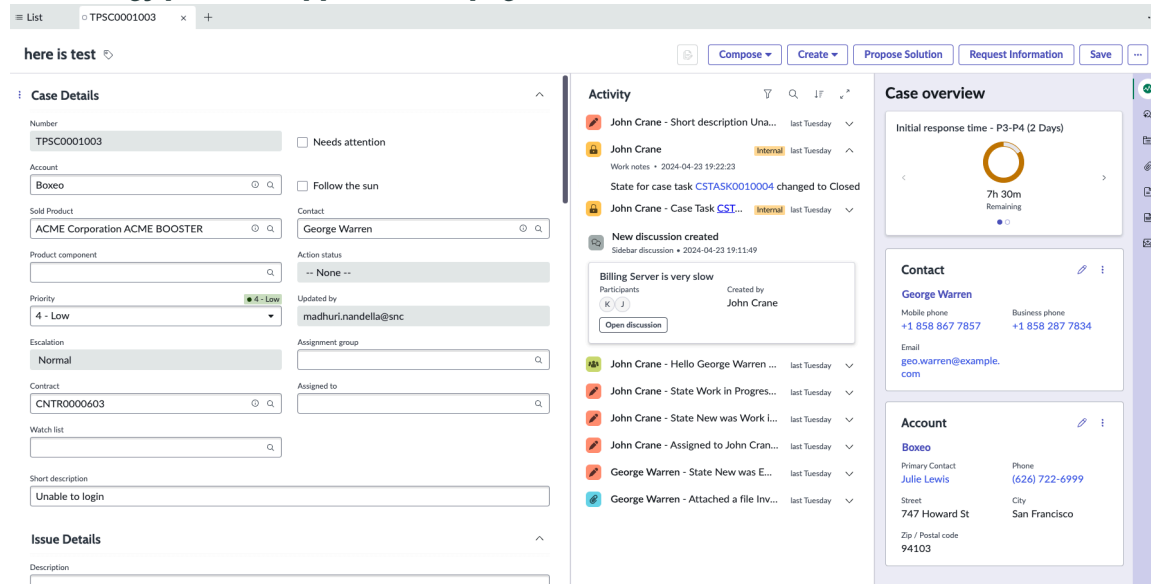 List
TPSC0001003
here is test
Compose
Create
Propose Solution
Request Information
Save
Case Details
Number
TPSC0001003
Needs attention
Account
Boxeo
Follow the sun
Sold Product
ACME Corporation ACME BOOSTER
Contact
George Warren
Product component
Action status
-- None --
Priority
4 - Low
4 - Low
Updated by
madhuri.nandella@snc
Escalation
Normal
Assignment group
Contract
CNTR0000603
Assigned to
Watch list
Short description
Unable to login
Issue Details
Description
Activity
John Crane - Short description Una... last Tuesday
John Crane Internal last Tuesday
Work notes • 2024-04-23 19:22:23
State for case task CSTASK0010004 changed to Closed
John Crane - Case Task CST... Internal last Tuesday
New discussion created
Sidebar discussion • 2024-04-23 19:11:49
Billing Server is very slow
Participants Created by
K J John Crane
Open discussion
John Crane - Hello George Warren ... last Tuesday
John Crane - State Work in Progres... last Tuesday
John Crane - State New was Work i... last Tuesday
John Crane - Assigned to John Cran... last Tuesday
George Warren - State New was E... last Tuesday
George Warren - Attached a file Inv... last Tuesday
Case overview
Initial response time - P3-P4 (2 Days)
7h 30m
Remaining
Contact
George Warren
Mobile phone Business phone
+1 858 867 7857 +1 858 287 7834
Email
geo.warren@example.
com
Account
Boxeo
Primary Contact Phone
Julie Lewis (626) 722-6999
Street City
747 Howard St San Francisco
Zip / Postal code
94103